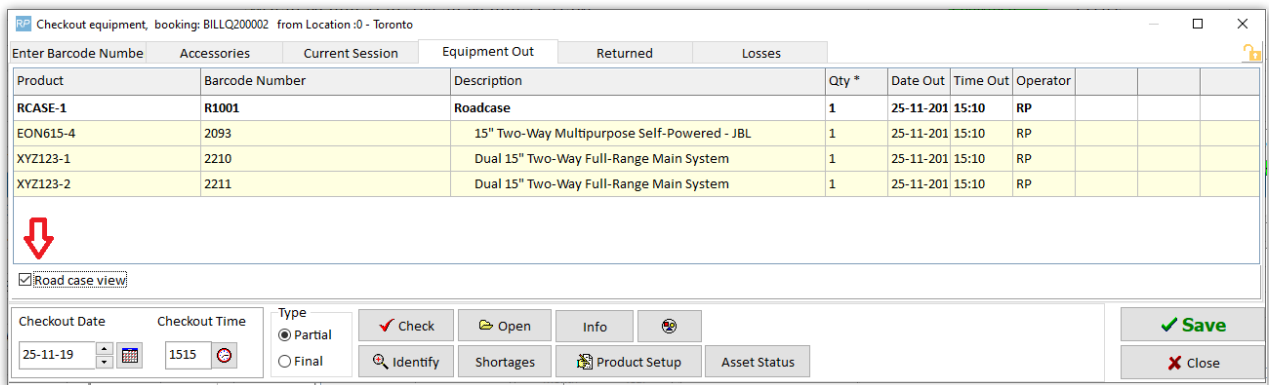 RP Checkout equipment, booking: BILLQ200002 from Location :0 - Toronto
Enter Barcode Numbe Accessories Current Session Equipment Out Returned Losses
Product Barcode Number Description Qty * Date Out Time Out Operator
RCASE-1 R1001 Roadcase 1 25-11-201 15:10 RP
EON615-4 2093 15" Two-Way Multipurpose Self-Powered - JBL 1 25-11-201 15:10 RP
XYZ123-1 2210 Dual 15" Two-Way Full-Range Main System 1 25-11-201 15:10 RP
XYZ123-2 2211 Dual 15" Two-Way Full-Range Main System 1 25-11-201 15:10 RP
Road case view
Checkout Date Checkout Time Type
Partial Check Open Info Save
25-11-19 1515 Final Identify Shortages Product Setup Asset Status Close